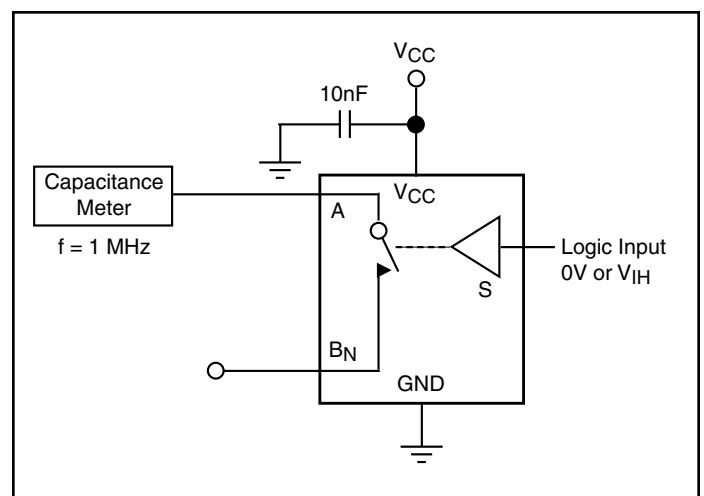 VCC
10nF
Capacitance
Meter
f = 1 MHz
VCC
A
Logic Input
0V or VIH
S
BN
GND